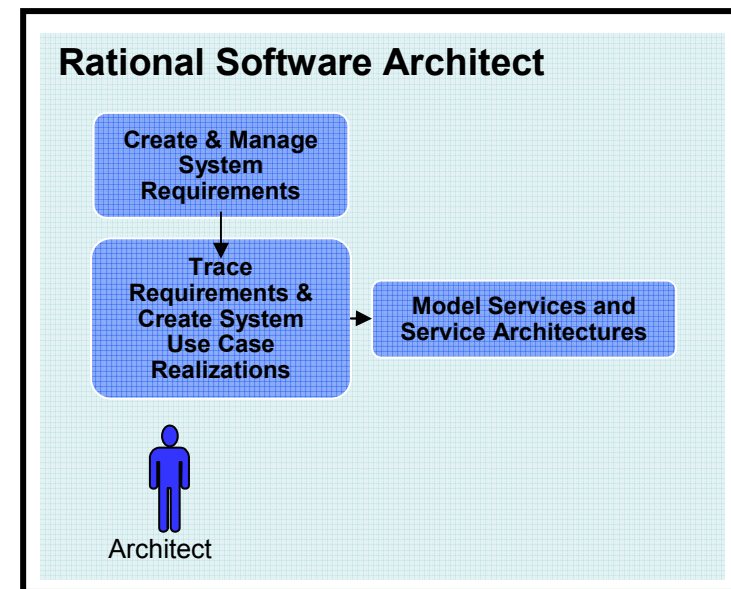 Rational Software Architect
Create & Manage
System
Requirements
Trace
Requirements &
Create System
Use Case
Realizations
Model Services and
Service Architectures
Architect